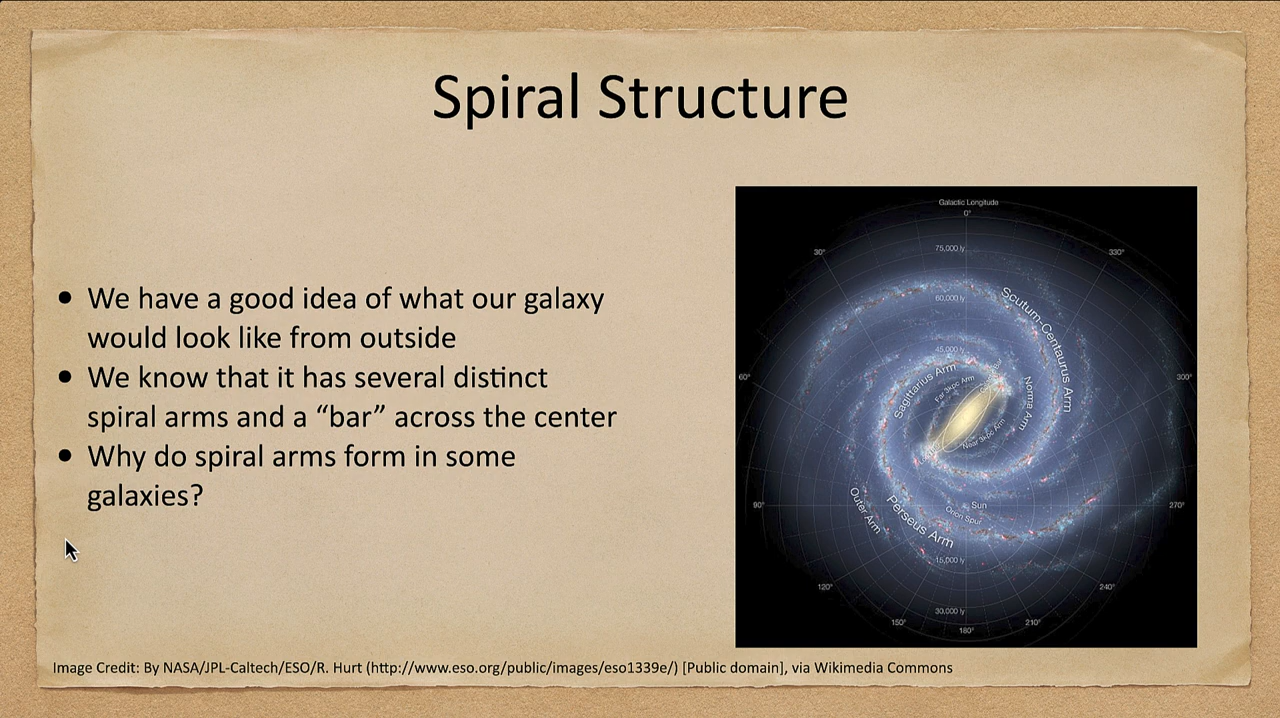 Spiral Structure
• We have a good idea of what our galaxy
would look like from outside
• We know that it has several distinct
spiral arms and a “bar” across the center
• Why do spiral arms form in some
galaxies?
Galactic Longitude
0°
30°
330°
75,000 ly
60,000 ly
Scutum-Centaurus Arm
45,000 ly
60°
300°
Sagittarius Arm
Far 3kpc Arm
Norma Arm
Near 3kpc Arm
90°
Sun
270°
Orion Spur
Outer Arm
Perseus Arm
15,000 ly
120°
240°
30,000 ly
150°
210°
180°
Image Credit: By NASA/JPL-Caltech/ESO/R. Hurt (http://www.eso.org/public/images/eso1339e/) [Public domain], via Wikimedia Commons